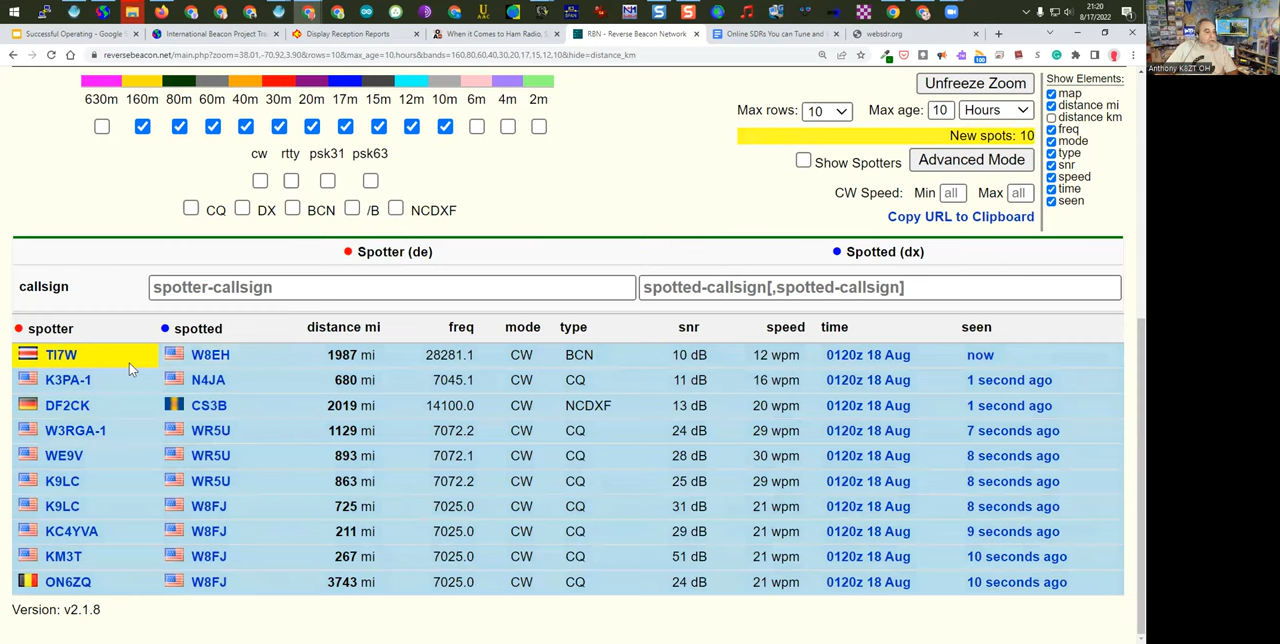 21:20
8/17/2022
Successful Operating - Google S
International Beacon Project Tra
Display Reception Reports
When it Comes to Ham Radio, S
RBN - Reverse Beacon Network
Online SDRs You Can Tune and L
websdr.org
reversebeacon.net/main.php?zoom=38.01,-70.92,3.90&rows=10&max_age=10,hours&bands=160,80,60,40,30,20,17,15,12,10&hide=distance_km
Anthony K8ZT OH
630m 160m 80m 60m 40m 30m 20m 17m 15m 12m 10m 6m 4m 2m
cw rtty psk31 psk63
CQ DX BCN /B NCDXF
Unfreeze Zoom
Max rows: 10 Max age: 10 Hours
New spots: 10
Show Spotters Advanced Mode
CW Speed: Min all Max all
Copy URL to Clipboard
Show Elements:
map
distance mi
distance km
freq
mode
type
snr
speed
time
seen
Spotter (de) Spotted (dx)
callsign spotter-callsign spotted-callsign[,spotted-callsign]
spotter spotted distance mi freq mode type snr speed time seen
TI7W W8EH 1987 mi 28281.1 CW BCN 10 dB 12 wpm 0120z 18 Aug now
K3PA-1 N4JA 680 mi 7045.1 CW CQ 11 dB 16 wpm 0120z 18 Aug 1 second ago
DF2CK CS3B 2019 mi 14100.0 CW NCDXF 13 dB 20 wpm 0120z 18 Aug 1 second ago
W3RGA-1 WR5U 1129 mi 7072.2 CW CQ 24 dB 29 wpm 0120z 18 Aug 7 seconds ago
WE9V WR5U 893 mi 7072.1 CW CQ 28 dB 30 wpm 0120z 18 Aug 8 seconds ago
K9LC WR5U 863 mi 7072.2 CW CQ 25 dB 29 wpm 0120z 18 Aug 8 seconds ago
K9LC W8FJ 725 mi 7025.0 CW CQ 31 dB 21 wpm 0120z 18 Aug 8 seconds ago
KC4YVA W8FJ 211 mi 7025.0 CW CQ 29 dB 21 wpm 0120z 18 Aug 9 seconds ago
KM3T W8FJ 267 mi 7025.0 CW CQ 51 dB 21 wpm 0120z 18 Aug 10 seconds ago
ON6ZQ W8FJ 3743 mi 7025.0 CW CQ 24 dB 21 wpm 0120z 18 Aug 10 seconds ago
Version: v2.1.8